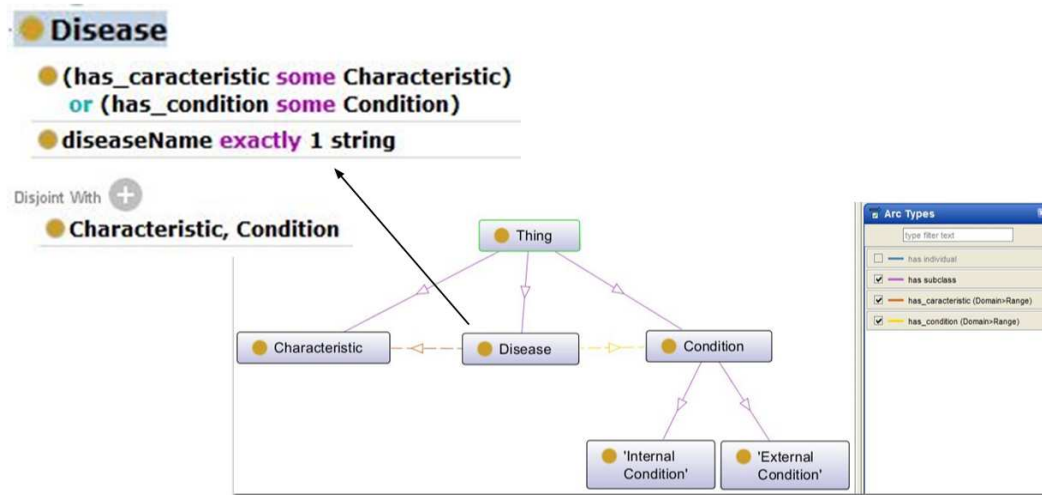 Disease
(has_caracteristic some Characteristic)
or (has_condition some Condition)
diseaseName exactly 1 string
Disjoint With
Characteristic, Condition
Thing
Characteristic
Disease
Condition
'Internal
Condition'
'External
Condition'
Arc Types
type filter text
has individual
has subclass
has_caracteristic (Domain>Range)
has_condition (Domain>Range)